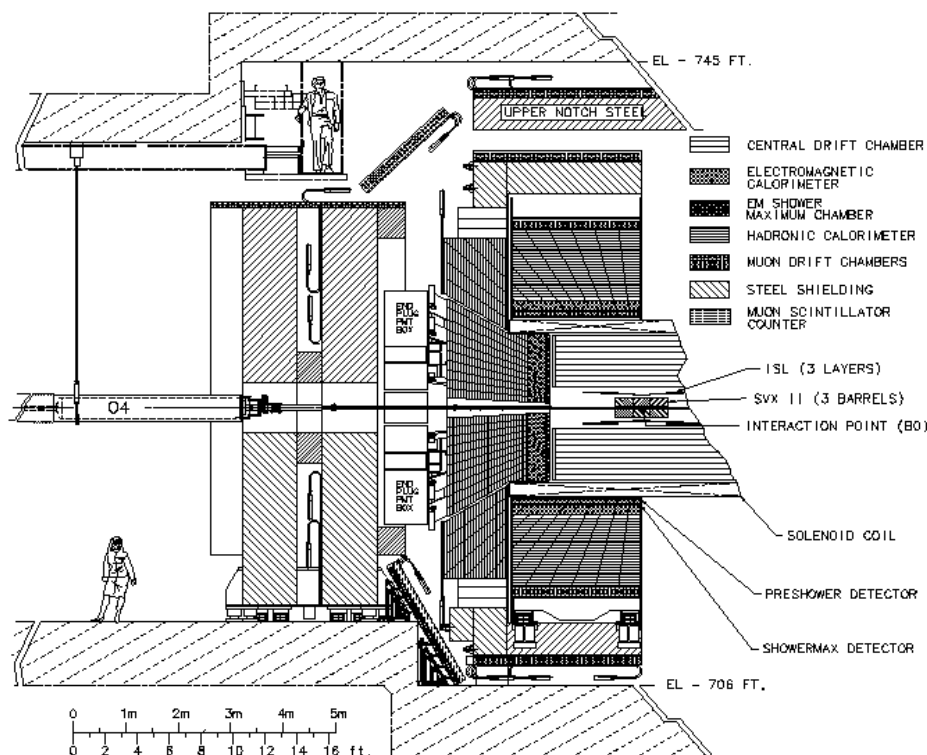 EL - 745 FT.
UPPER NOTCH STEEL
CENTRAL DRIFT CHAMBER
ELECTROMAGNETIC
CALORIMETER
EM SHOWER
MAXIMUM CHAMBER
HADRONIC CALORIMETER
MUON DRIFT CHAMBERS
STEEL SHIELDING
MUON SCINTILLATOR
COUNTER
END
PLUG
PMT
BOX
ISL (3 LAYERS)
SVX II (3 BARRELS)
INTERACTION POINT (B0)
Q4
END
PLUG
PMT
BOX
SOLENOID COIL
PRESHOWER DETECTOR
SHOWERMAX DETECTOR
EL - 706 FT.
0 1m 2m 3m 4m 5m
0 2 4 6 8 10 12 14 16 ft.